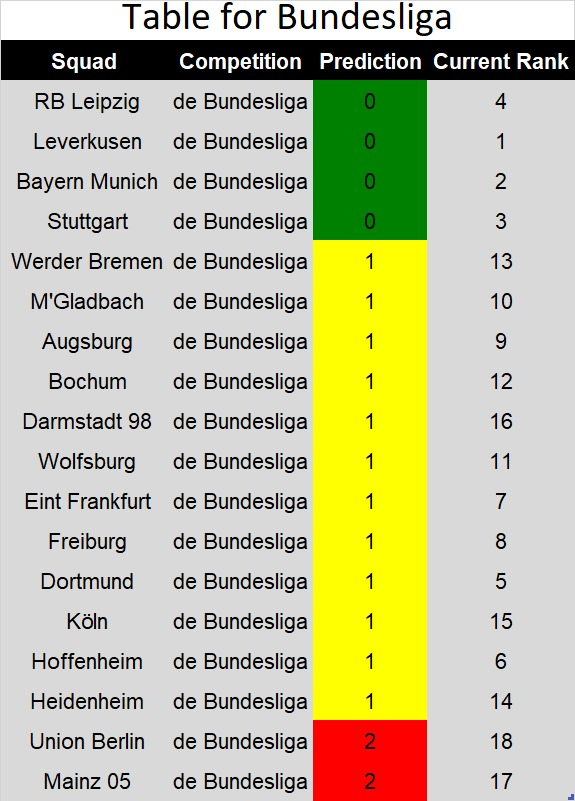 Table for Bundesliga
Squad Competition Prediction Current Rank
RB Leipzig de Bundesliga 0 4
Leverkusen de Bundesliga 0 1
Bayern Munich de Bundesliga 0 2
Stuttgart de Bundesliga 0 3
Werder Bremen de Bundesliga 1 13
M'Gladbach de Bundesliga 1 10
Augsburg de Bundesliga 1 9
Bochum de Bundesliga 1 12
Darmstadt 98 de Bundesliga 1 16
Wolfsburg de Bundesliga 1 11
Eint Frankfurt de Bundesliga 1 7
Freiburg de Bundesliga 1 8
Dortmund de Bundesliga 1 5
Köln de Bundesliga 1 15
Hoffenheim de Bundesliga 1 6
Heidenheim de Bundesliga 1 14
Union Berlin de Bundesliga 2 18
Mainz 05 de Bundesliga 2 17